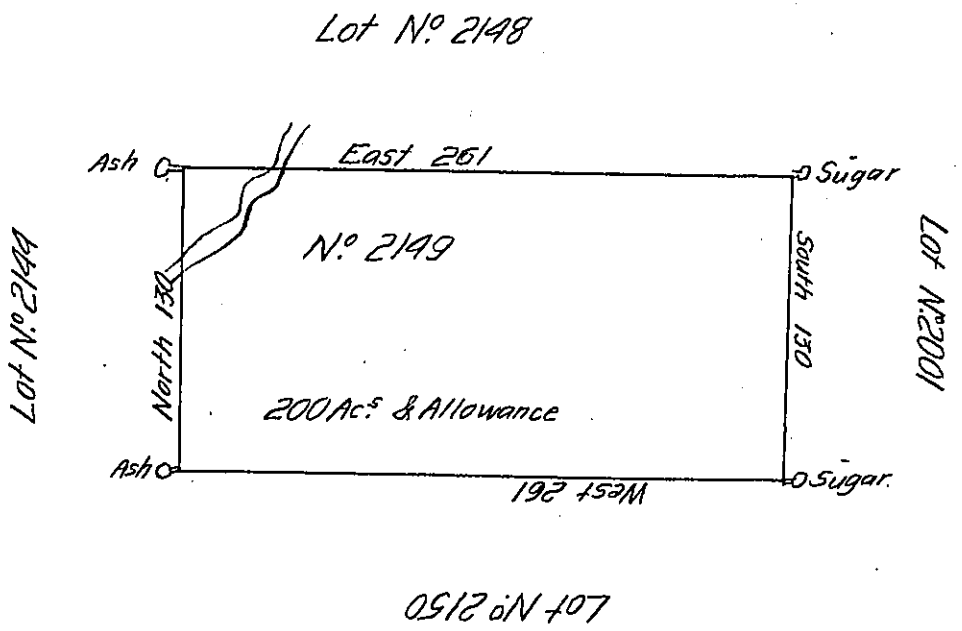 Lot Nº 2148
Ash
East 261
Sugar
Nº 2149
Lot Nº 2144
North 130
South 130
Lot Nº 2001
200 Acs & Allowance
Ash
West 261
Sugar.
Lot Nº 2150